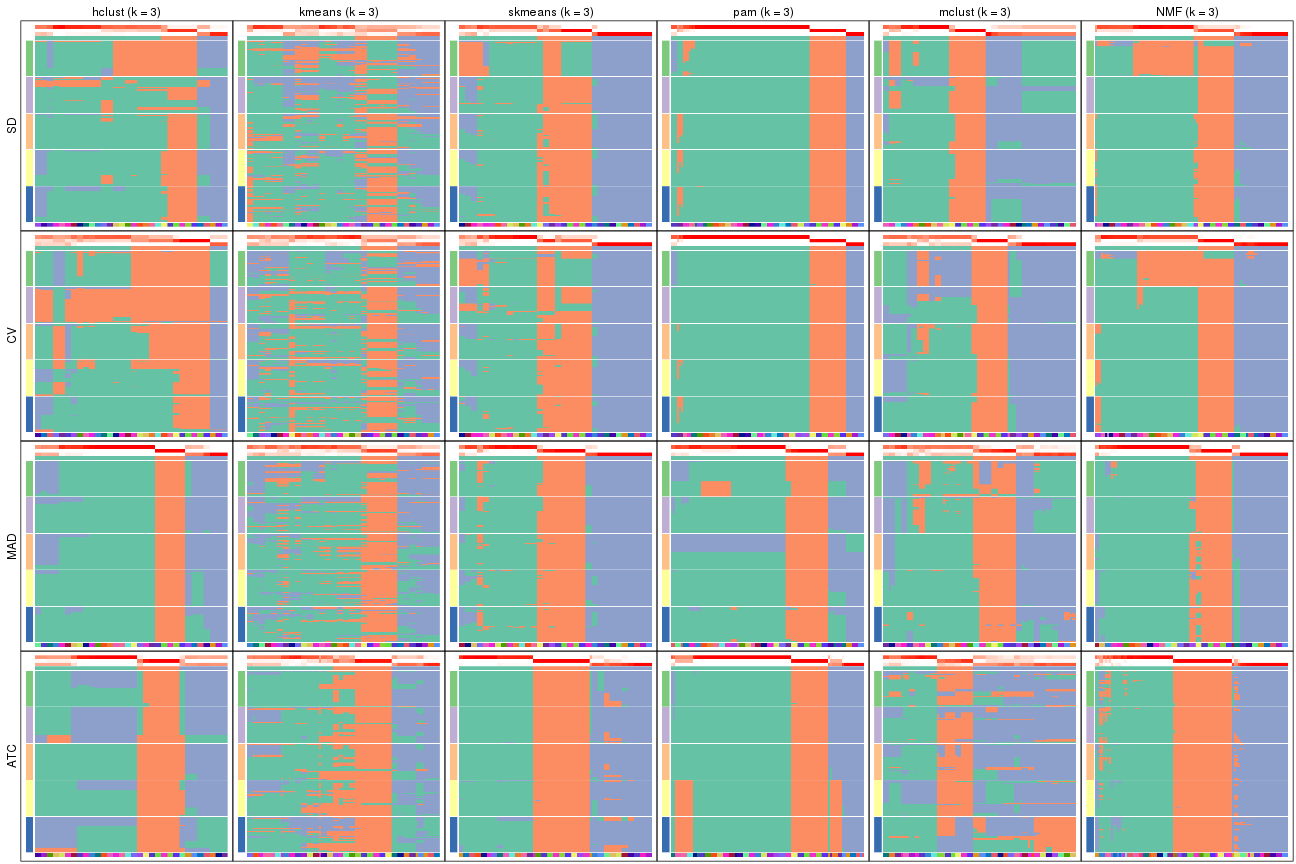 hclust (k = 3) kmeans (k = 3) skmeans (k = 3) pam (k = 3) mclust (k = 3) NMF (k = 3)
SD
CV
MAD
ATC